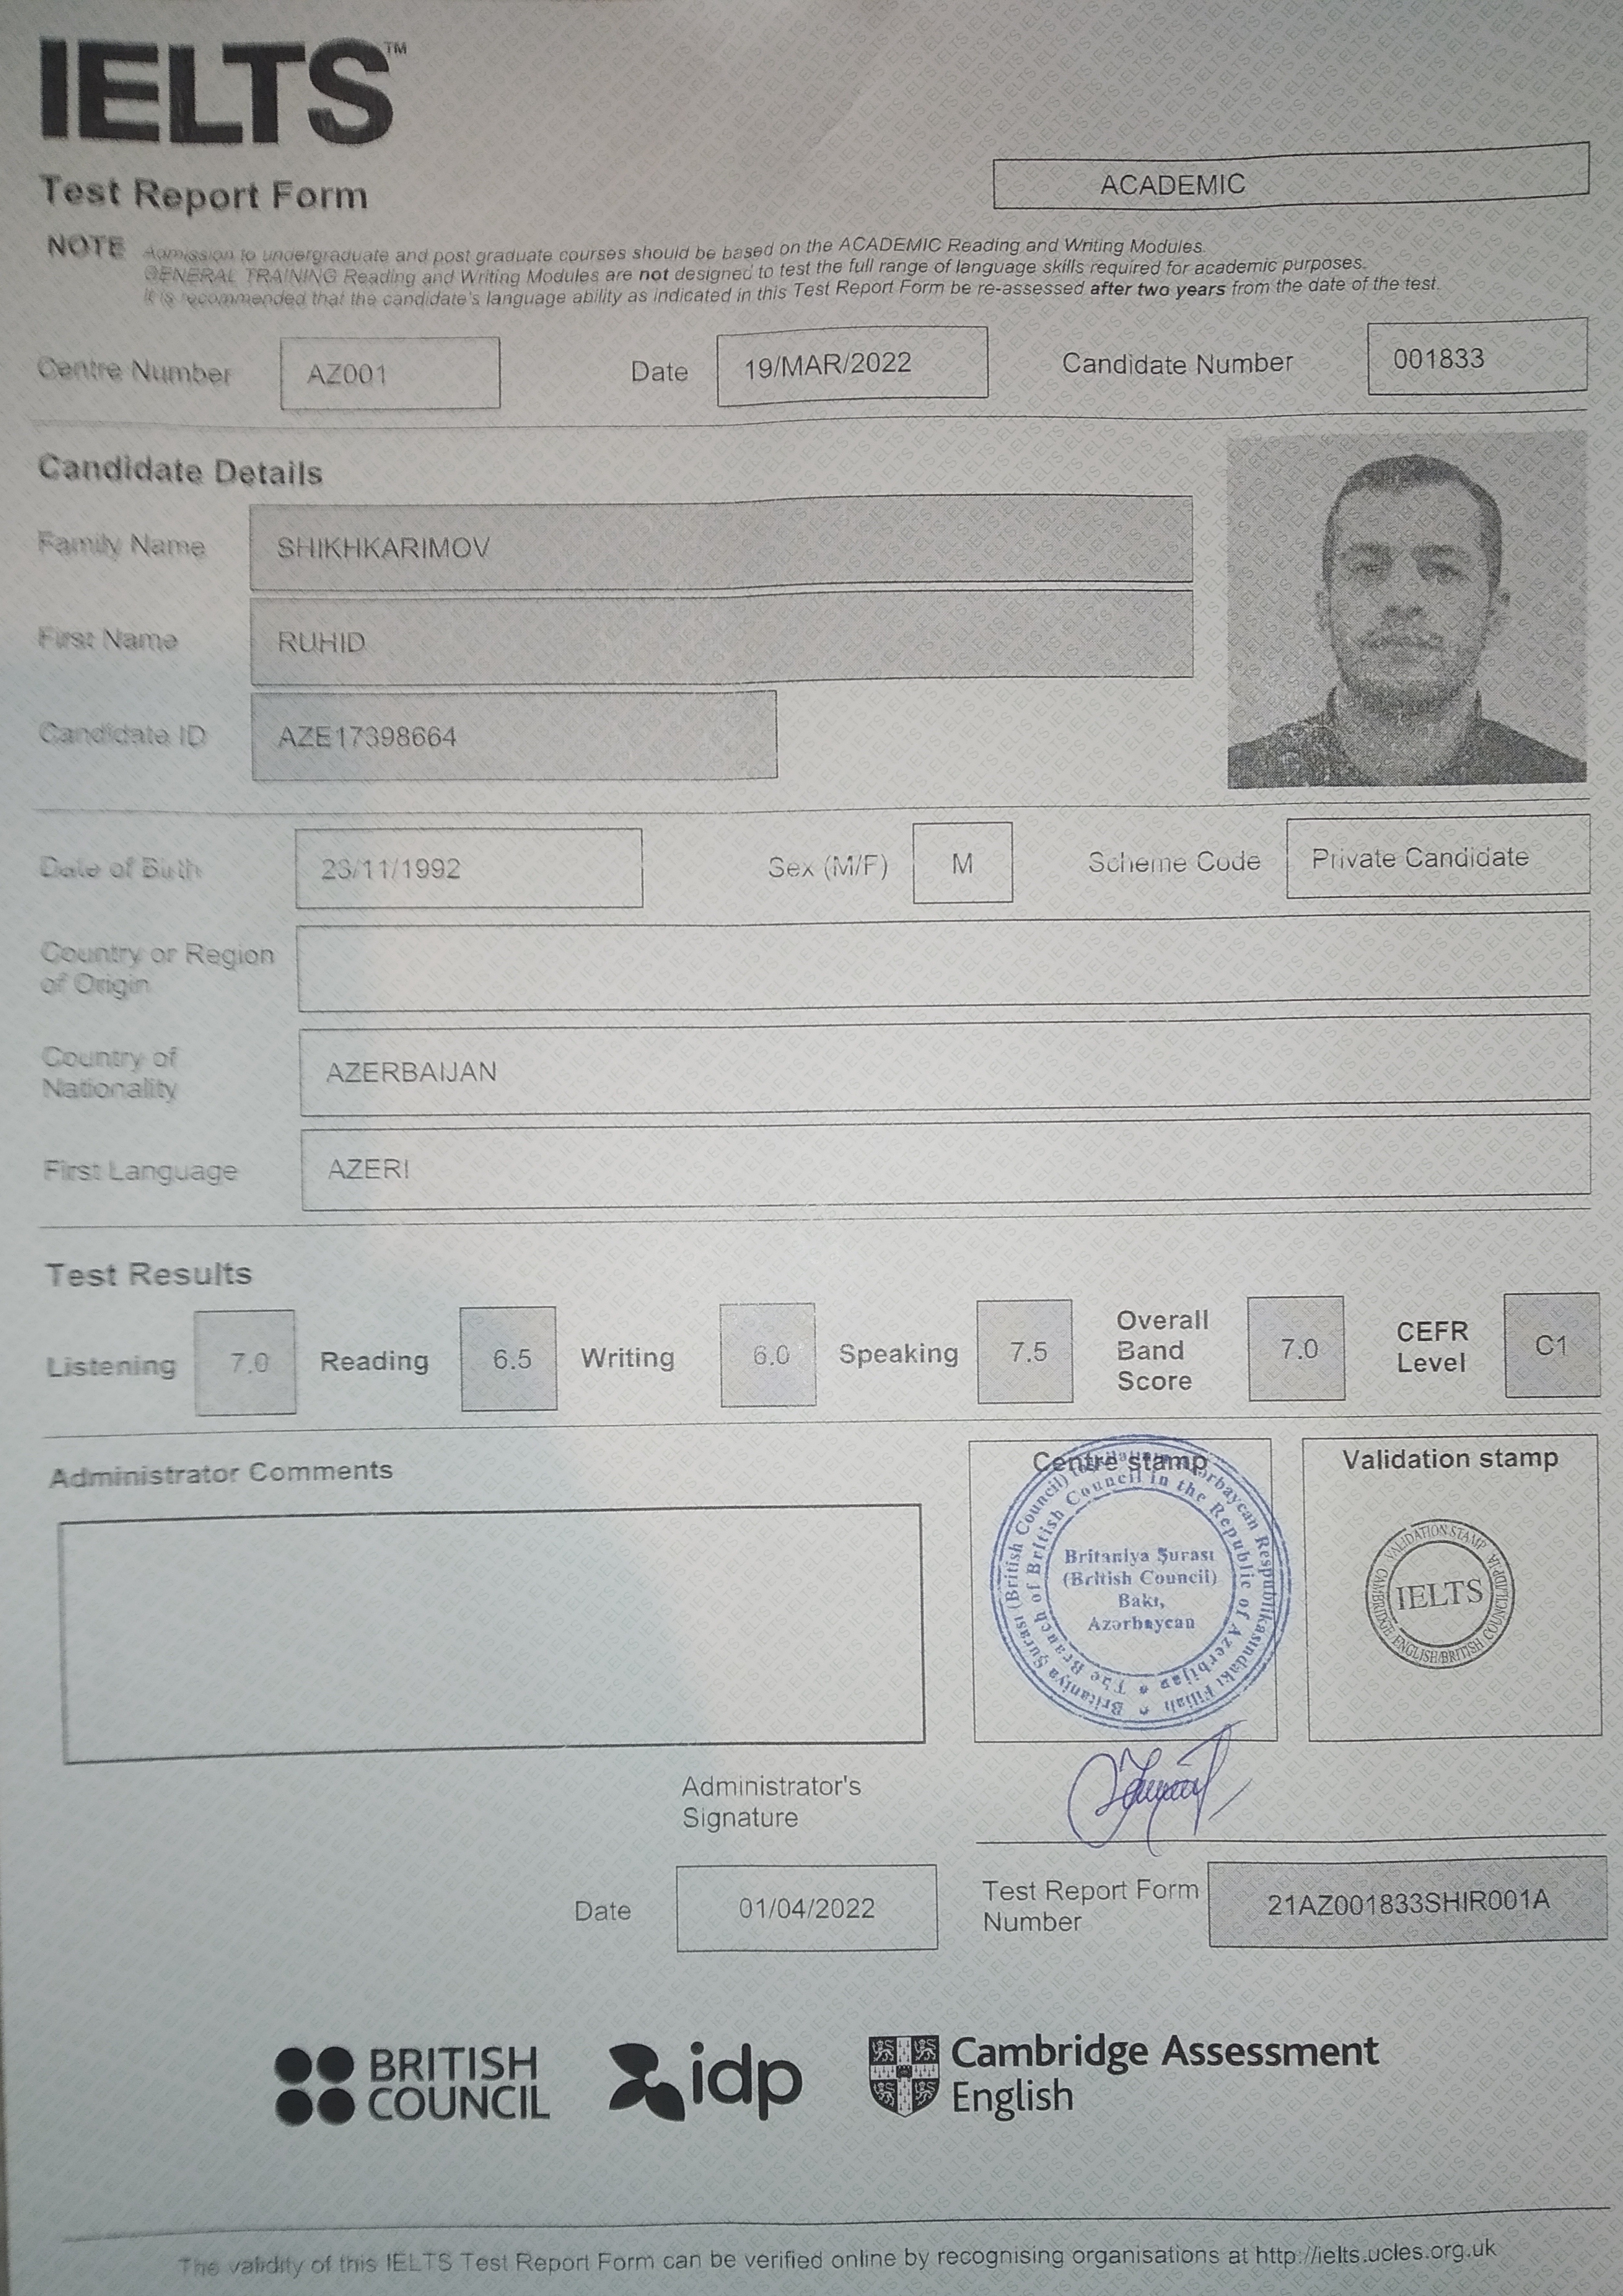 IELTS™
Test Report Form
ACADEMIC
NOTE Admission to undergraduate and post graduate courses should be based on the ACADEMIC Reading and Writing Modules.
GENERAL TRAINING Reading and Writing Modules are not designed to test the full range of language skills required for academic purposes.
It is recommended that the candidate's language ability as indicated in this Test Report Form be re-assessed after two years from the date of the test.
Centre Number AZ001 Date 19/MAR/2022 Candidate Number 001833
Candidate Details
Family Name SHIKHKARIMOV
First Name RUHID
Candidate ID AZE17398664
Date of Birth 23/11/1992 Sex (M/F) M Scheme Code Private Candidate
Country or Region
of Origin
Country of
Nationality
AZERBAIJAN
First Language AZERI
Test Results
Listening 7.0 Reading 6.5 Writing 6.0 Speaking 7.5 Overall Band Score 7.0 CEFR Level C1
Administrator Comments
Centre stamp
Britaniya Şurası
(British Council)
Bakı,
Azərbaycan
The Branch of British Council in the Republic of Azerbijan
Validation stamp
VALIDATION STAMP
IELTS
CAMBRIDGE ENGLISH/BRITISH COUNCIL/IDP:IA
Administrator's
Signature
Date 01/04/2022
Test Report Form
Number
21AZ001833SHIR001A
BRITISH
COUNCIL
idp
Cambridge Assessment
English
The validity of this IELTS Test Report Form can be verified online by recognising organisations at http://ielts.ucles.org.uk